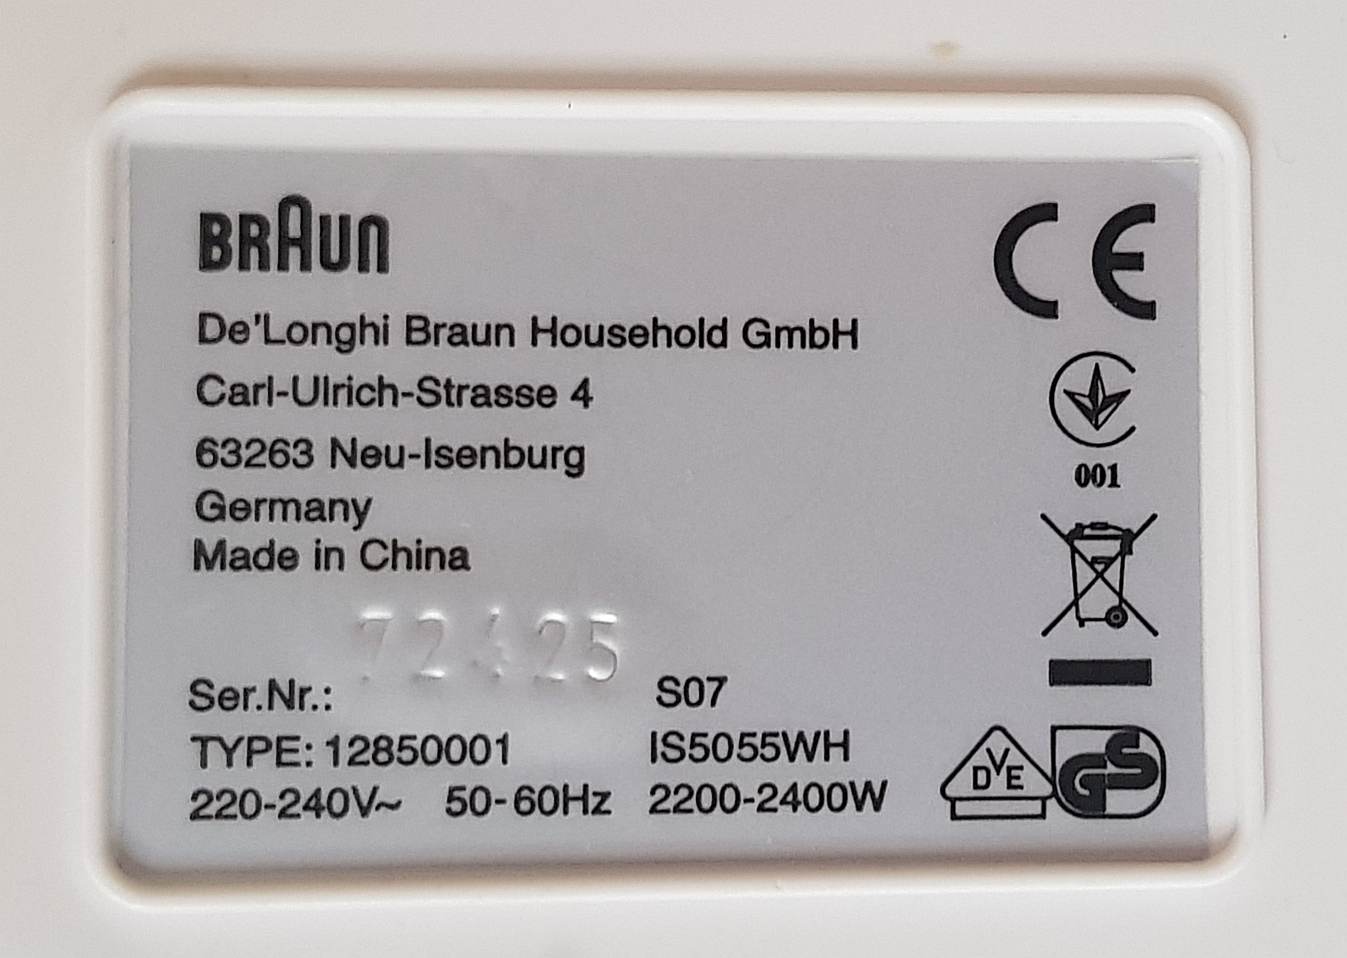 BRAUN
De'Longhi Braun Household GmbH
Carl-Ulrich-Strasse 4
63263 Neu-Isenburg
Germany
Made in China
CE
001
Ser.Nr.: S07
TYPE: 12850001 IS5055WH
220-240V~ 50-60Hz 2200-2400W
DVE GS